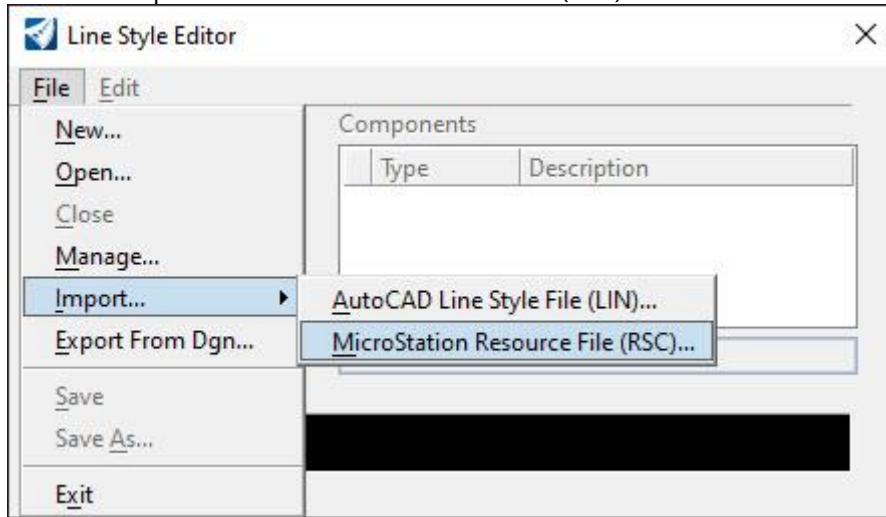 Line Style Editor
File Edit
New...
Open...
Close
Manage...
Import...
Export From Dgn...
Save
Save As...
Exit
Components
Type Description
AutoCAD Line Style File (LIN)...
MicroStation Resource File (RSC)...